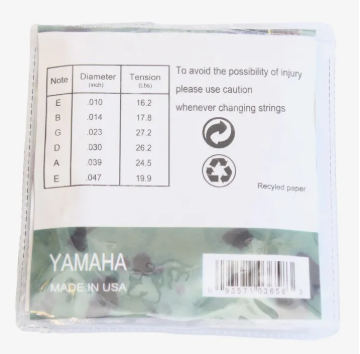 Note Diameter (inch) Tension (Lbs)
E .010 16.2
B .014 17.8
G .023 27.2
D .030 26.2
A .039 24.5
E .047 19.9
To avoid the possibility of injury
please use caution
whenever changing strings
Recyled paper
YAMAHA
MADE IN USA